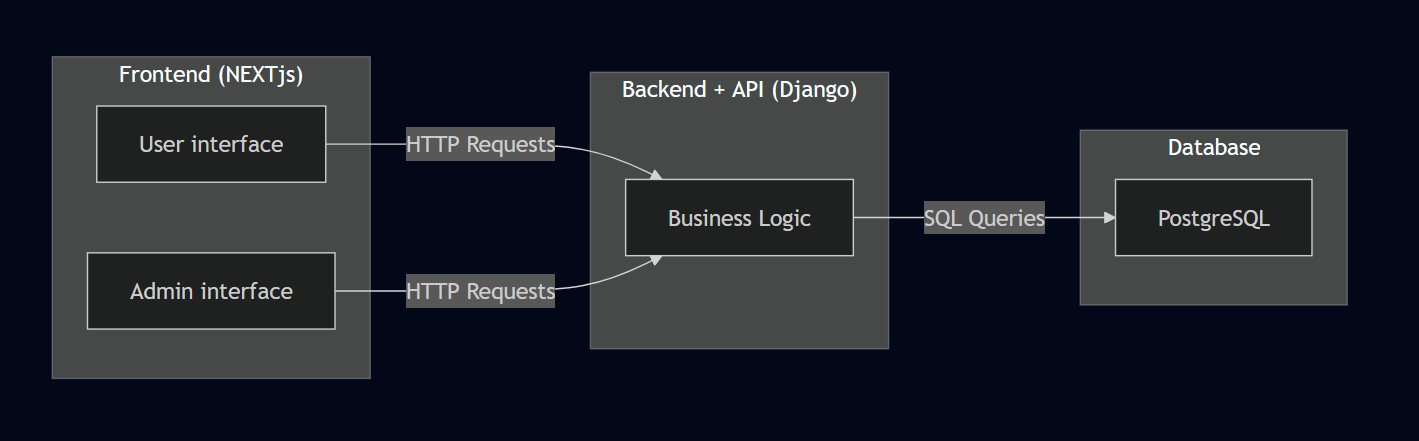 Frontend (NEXTjs)
User interface
Admin interface
HTTP Requests
HTTP Requests
Backend + API (Django)
Business Logic
SQL Queries
Database
PostgreSQL